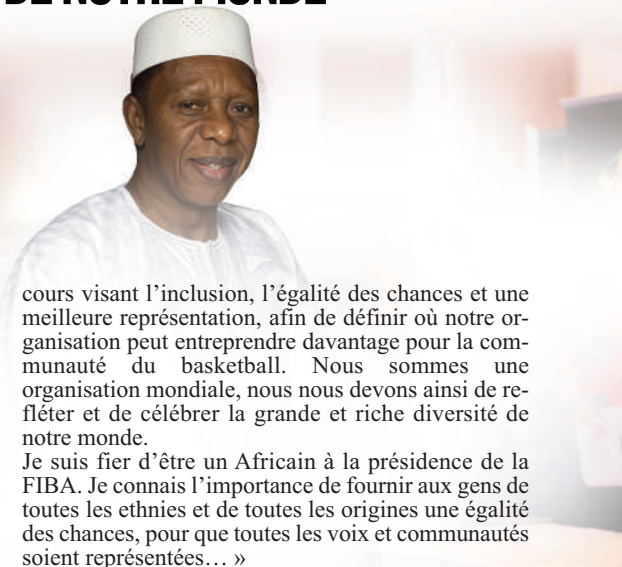 DE NOTRE MONDE
cours visant l’inclusion, l’égalité des chances et une
meilleure représentation, afin de définir où notre or-
ganisation peut entreprendre davantage pour la com-
munauté du basketball. Nous sommes une
organisation mondiale, nous nous devons ainsi de re-
fléter et de célébrer la grande et riche diversité de
notre monde.
Je suis fier d’être un Africain à la présidence de la
FIBA. Je connais l’importance de fournir aux gens de
toutes les ethnies et de toutes les origines une égalité
des chances, pour que toutes les voix et communautés
soient représentées… »